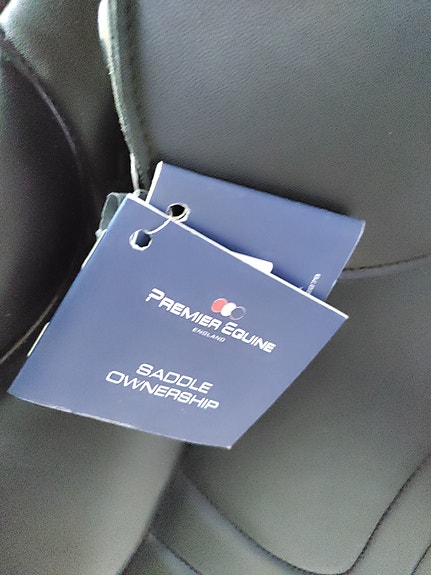 PREMIER EQUINE
ENGLAND
SADDLE
OWNERSHIP